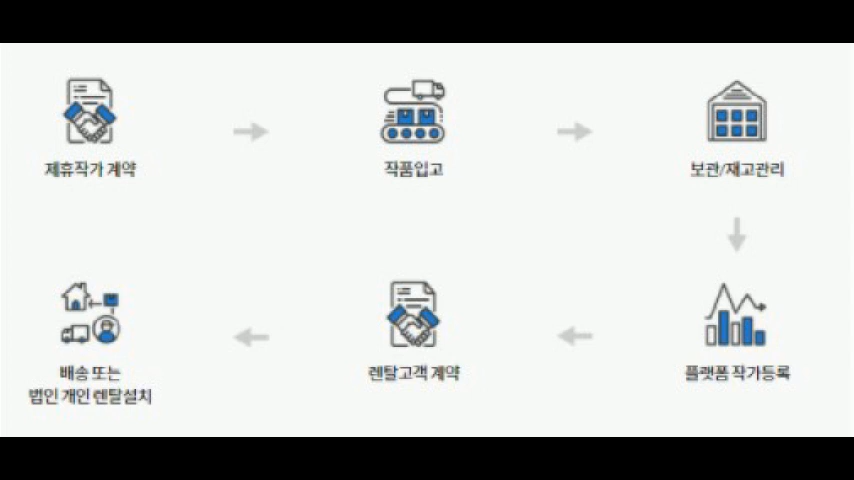 제휴작가 계약
작품입고
보관/재고관리
플랫폼 작가등록
렌탈고객 계약
배송 또는
법인 개인 렌탈설치